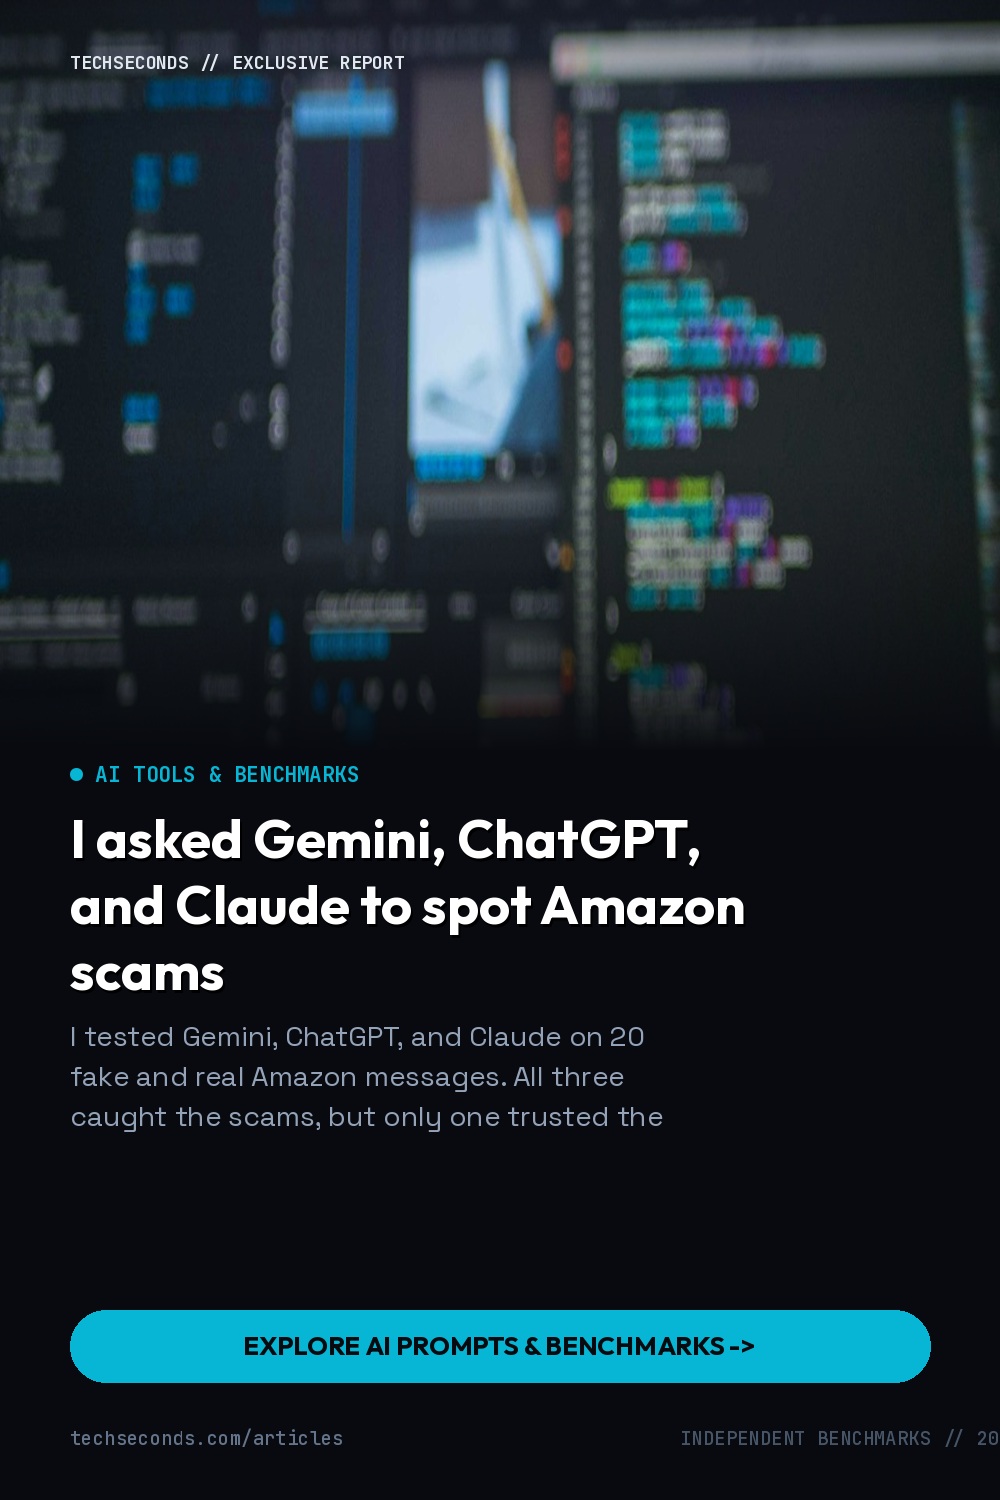 TECHSECONDS // EXCLUSIVE REPORT
AI TOOLS & BENCHMARKS
I asked Gemini, ChatGPT,
and Claude to spot Amazon
scams
I tested Gemini, ChatGPT, and Claude on 20
fake and real Amazon messages. All three
caught the scams, but only one trusted the
EXPLORE AI PROMPTS & BENCHMARKS ->
techseconds.com/articles
INDEPENDENT BENCHMARKS // 20